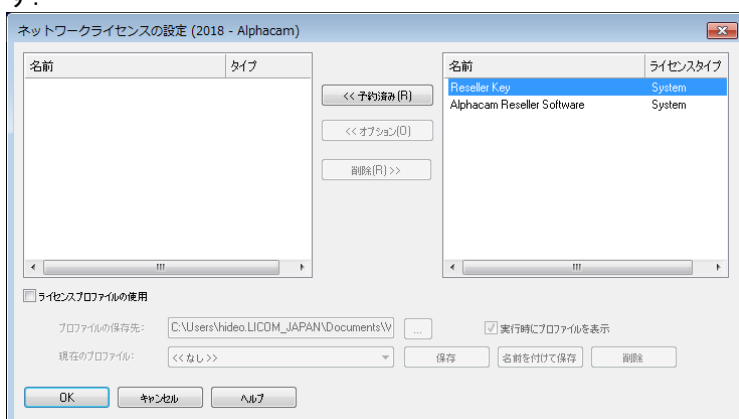 す.
ネットワークライセンスの設定 (2018 - Alphacam)
名前 タイプ
名前 ライセンスタイプ
<< 予約済み(R)
Reseller Key System
Alphacam Reseller Software System
<< オプション(O)
削除(R) >>
ライセンスプロファイルの使用
プロファイルの保存先: C:\Users\hideo.LICOM_JAPAN\Documents\V ... 実行時にプロファイルを表示
現在のプロファイル: << なし >> 保存 名前を付けて保存 削除
OK キャンセル ヘルプ